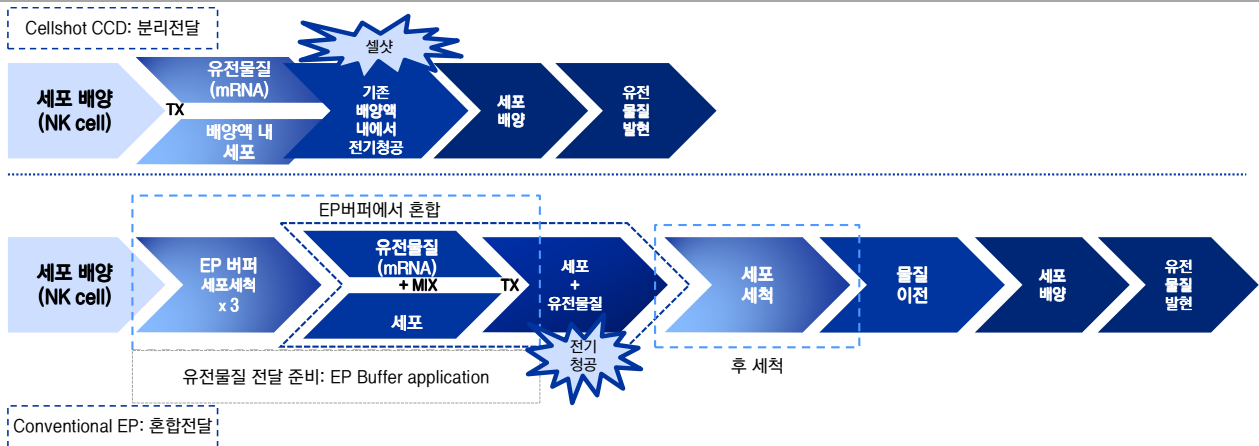 Cellshot CCD: 분리전달
셀샷
세포 배양
(NK cell)
TX
유전물질
(mRNA)
배양액 내
세포
기존
배양액
내에서
전기청공
세포
배양
유전
물질
발현
EP버퍼에서 혼합
세포 배양
(NK cell)
EP 버퍼
세포세척
x 3
유전물질
(mRNA)
+ MIX
세포
TX
세포
+
유전물질
전기
청공
세포
세척
물질
이전
세포
배양
유전
물질
발현
후 세척
유전물질 전달 준비: EP Buffer application
Conventional EP: 혼합전달